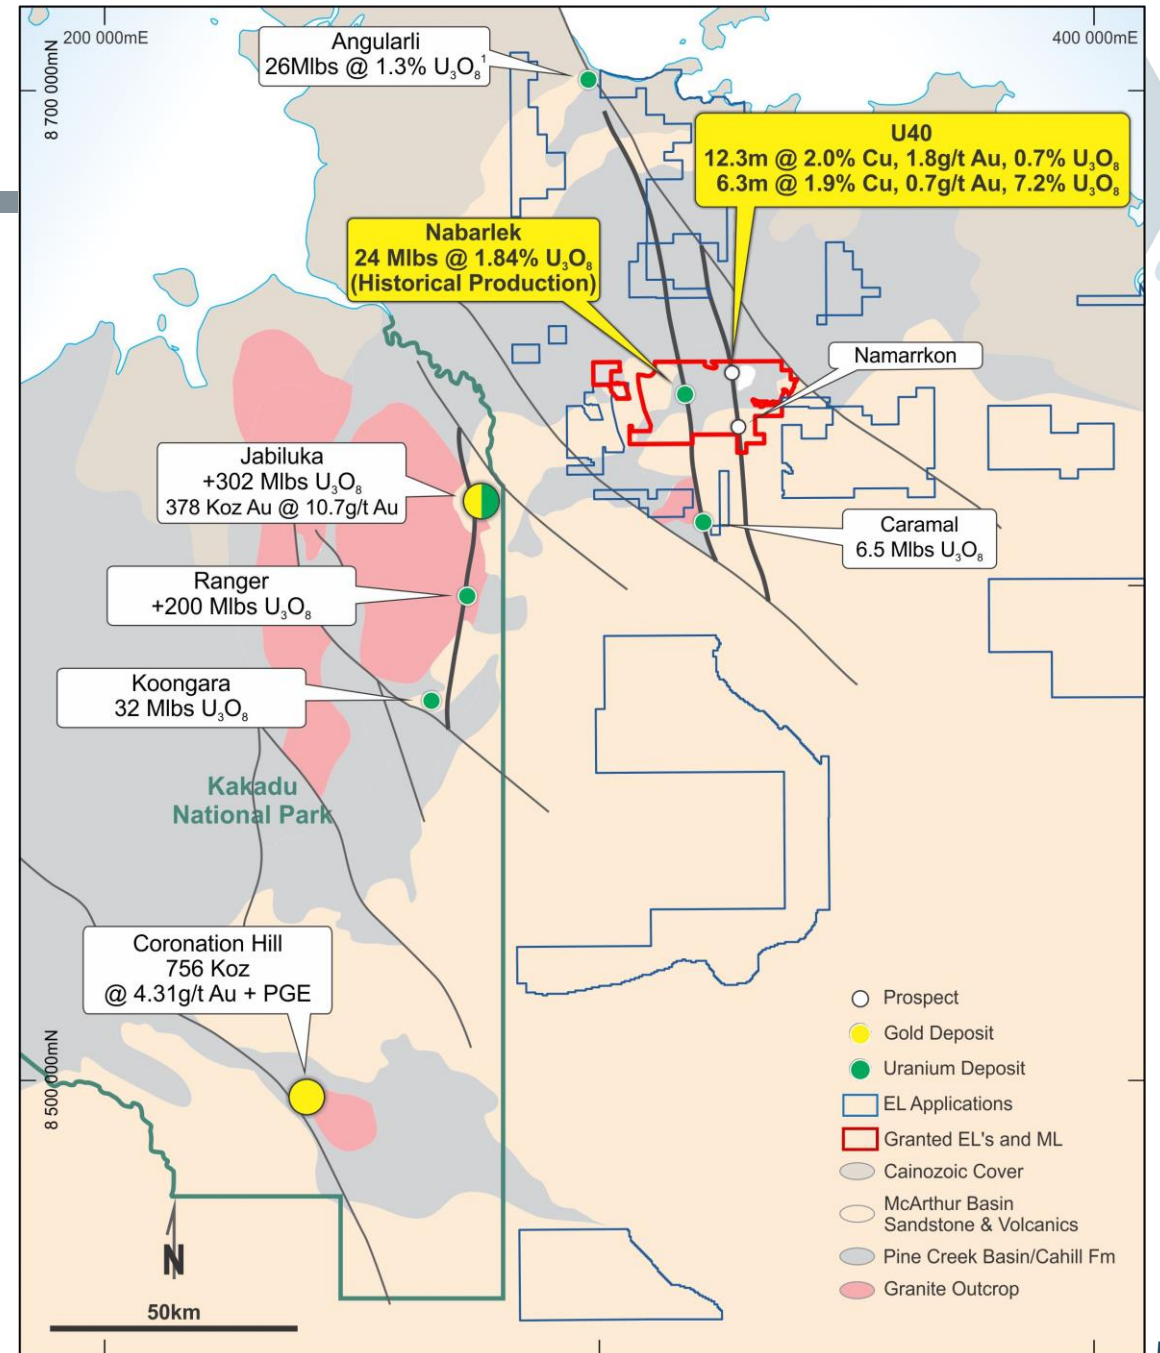 200 000mE
400 000mE
8 700 000mN
Angularli
26Mlbs @ 1.3% U₃O₈¹
U40
12.3m @ 2.0% Cu, 1.8g/t Au, 0.7% U₃O₈
6.3m @ 1.9% Cu, 0.7g/t Au, 7.2% U₃O₈
Nabarlek
24 Mlbs @ 1.84% U₃O₈
(Historical Production)
Namarrkon
Jabiluka
+302 Mlbs U₃O₈
378 Koz Au @ 10.7g/t Au
Caramal
6.5 Mlbs U₃O₈
Ranger
+200 Mlbs U₃O₈
Koongara
32 Mlbs U₃O₈
Kakadu
National Park
Coronation Hill
756 Koz
@ 4.31g/t Au + PGE
8 500 000mN
Prospect
Gold Deposit
Uranium Deposit
EL Applications
Granted EL's and ML
Cainozoic Cover
McArthur Basin
Sandstone & Volcanics
Pine Creek Basin/Cahill Fm
Granite Outcrop
N
50km